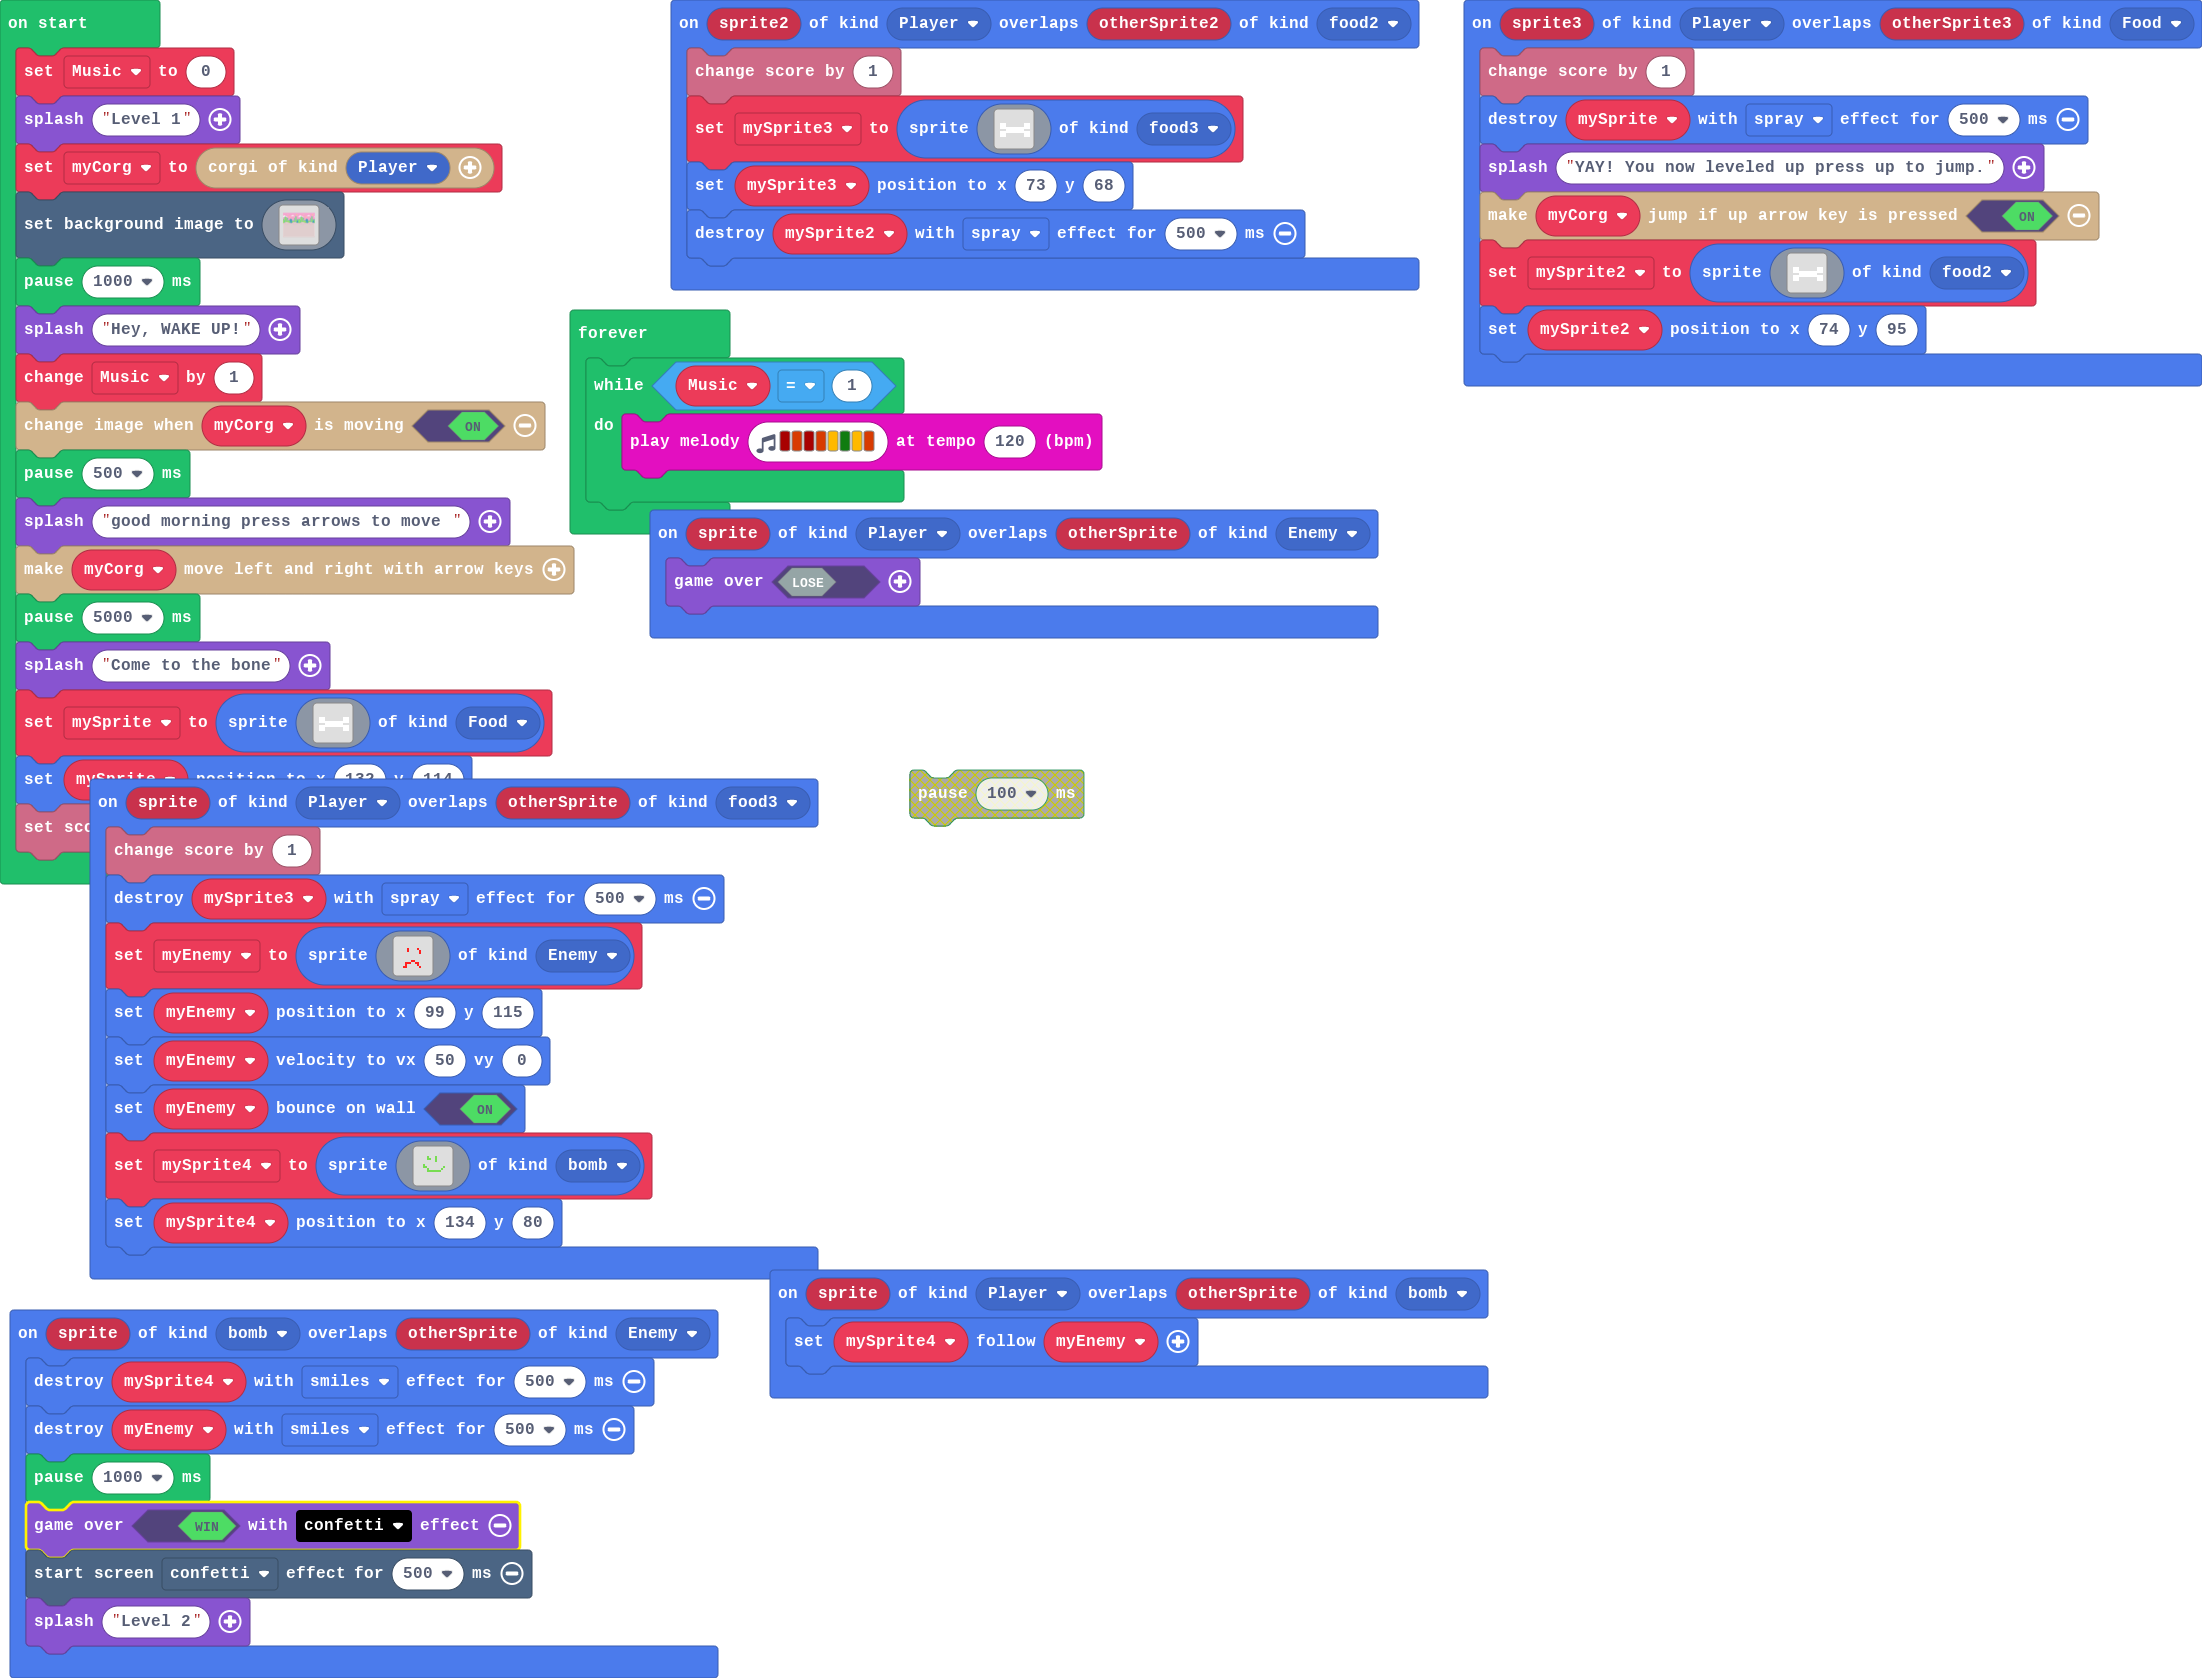 on start
set Music to 0
splash "Level 1"
set myCorg to corgi of kind Player
set background image to
pause 1000 ms
splash "Hey, WAKE UP!"
change Music by 1
change image when myCorg is moving ON
pause 500 ms
splash "good morning press arrows to move "
make myCorg move left and right with arrow keys
pause 5000 ms
splash "Come to the bone"
set mySprite to sprite of kind Food
set mySprite position to x 132 y 114
set
on sprite2 of kind Player overlaps otherSprite2 of kind food2
change score by 1
set mySprite3 to sprite of kind food3
set mySprite3 position to x 73 y 68
destroy mySprite2 with spray effect for 500 ms
on sprite3 of kind Player overlaps otherSprite3 of kind Food
change score by 1
destroy mySprite with spray effect for 500 ms
splash "YAY! You now leveled up press up to jump."
make myCorg jump if up arrow key is pressed ON
set mySprite2 to sprite of kind food2
set mySprite2 position to x 74 y 95
forever
while Music = 1
do play melody at tempo 120 (bpm)
on sprite of kind Player overlaps otherSprite of kind Enemy
game over LOSE
pause 100 ms
on sprite of kind Player overlaps otherSprite of kind food3
change score by 1
destroy mySprite3 with spray effect for 500 ms
set myEnemy to sprite of kind Enemy
set myEnemy position to x 99 y 115
set myEnemy velocity to vx 50 vy 0
set myEnemy bounce on wall ON
set mySprite4 to sprite of kind bomb
set mySprite4 position to x 134 y 80
on sprite of kind Player overlaps otherSprite of kind bomb
set mySprite4 follow myEnemy
on sprite of kind bomb overlaps otherSprite of kind Enemy
destroy mySprite4 with smiles effect for 500 ms
destroy myEnemy with smiles effect for 500 ms
pause 1000 ms
game over WIN with confetti effect
start screen confetti effect for 500 ms
splash "Level 2"